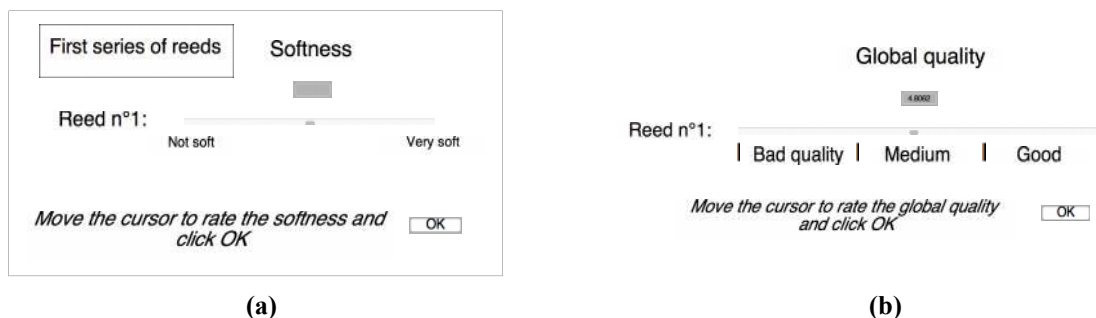 First series of reeds
Softness
Reed n°1:
Not soft
Very soft
Move the cursor to rate the softness and
click OK
OK
(a)
Global quality
4.8062
Reed n°1:
Bad quality
Medium
Good
Move the cursor to rate the global quality
and click OK
OK
(b)